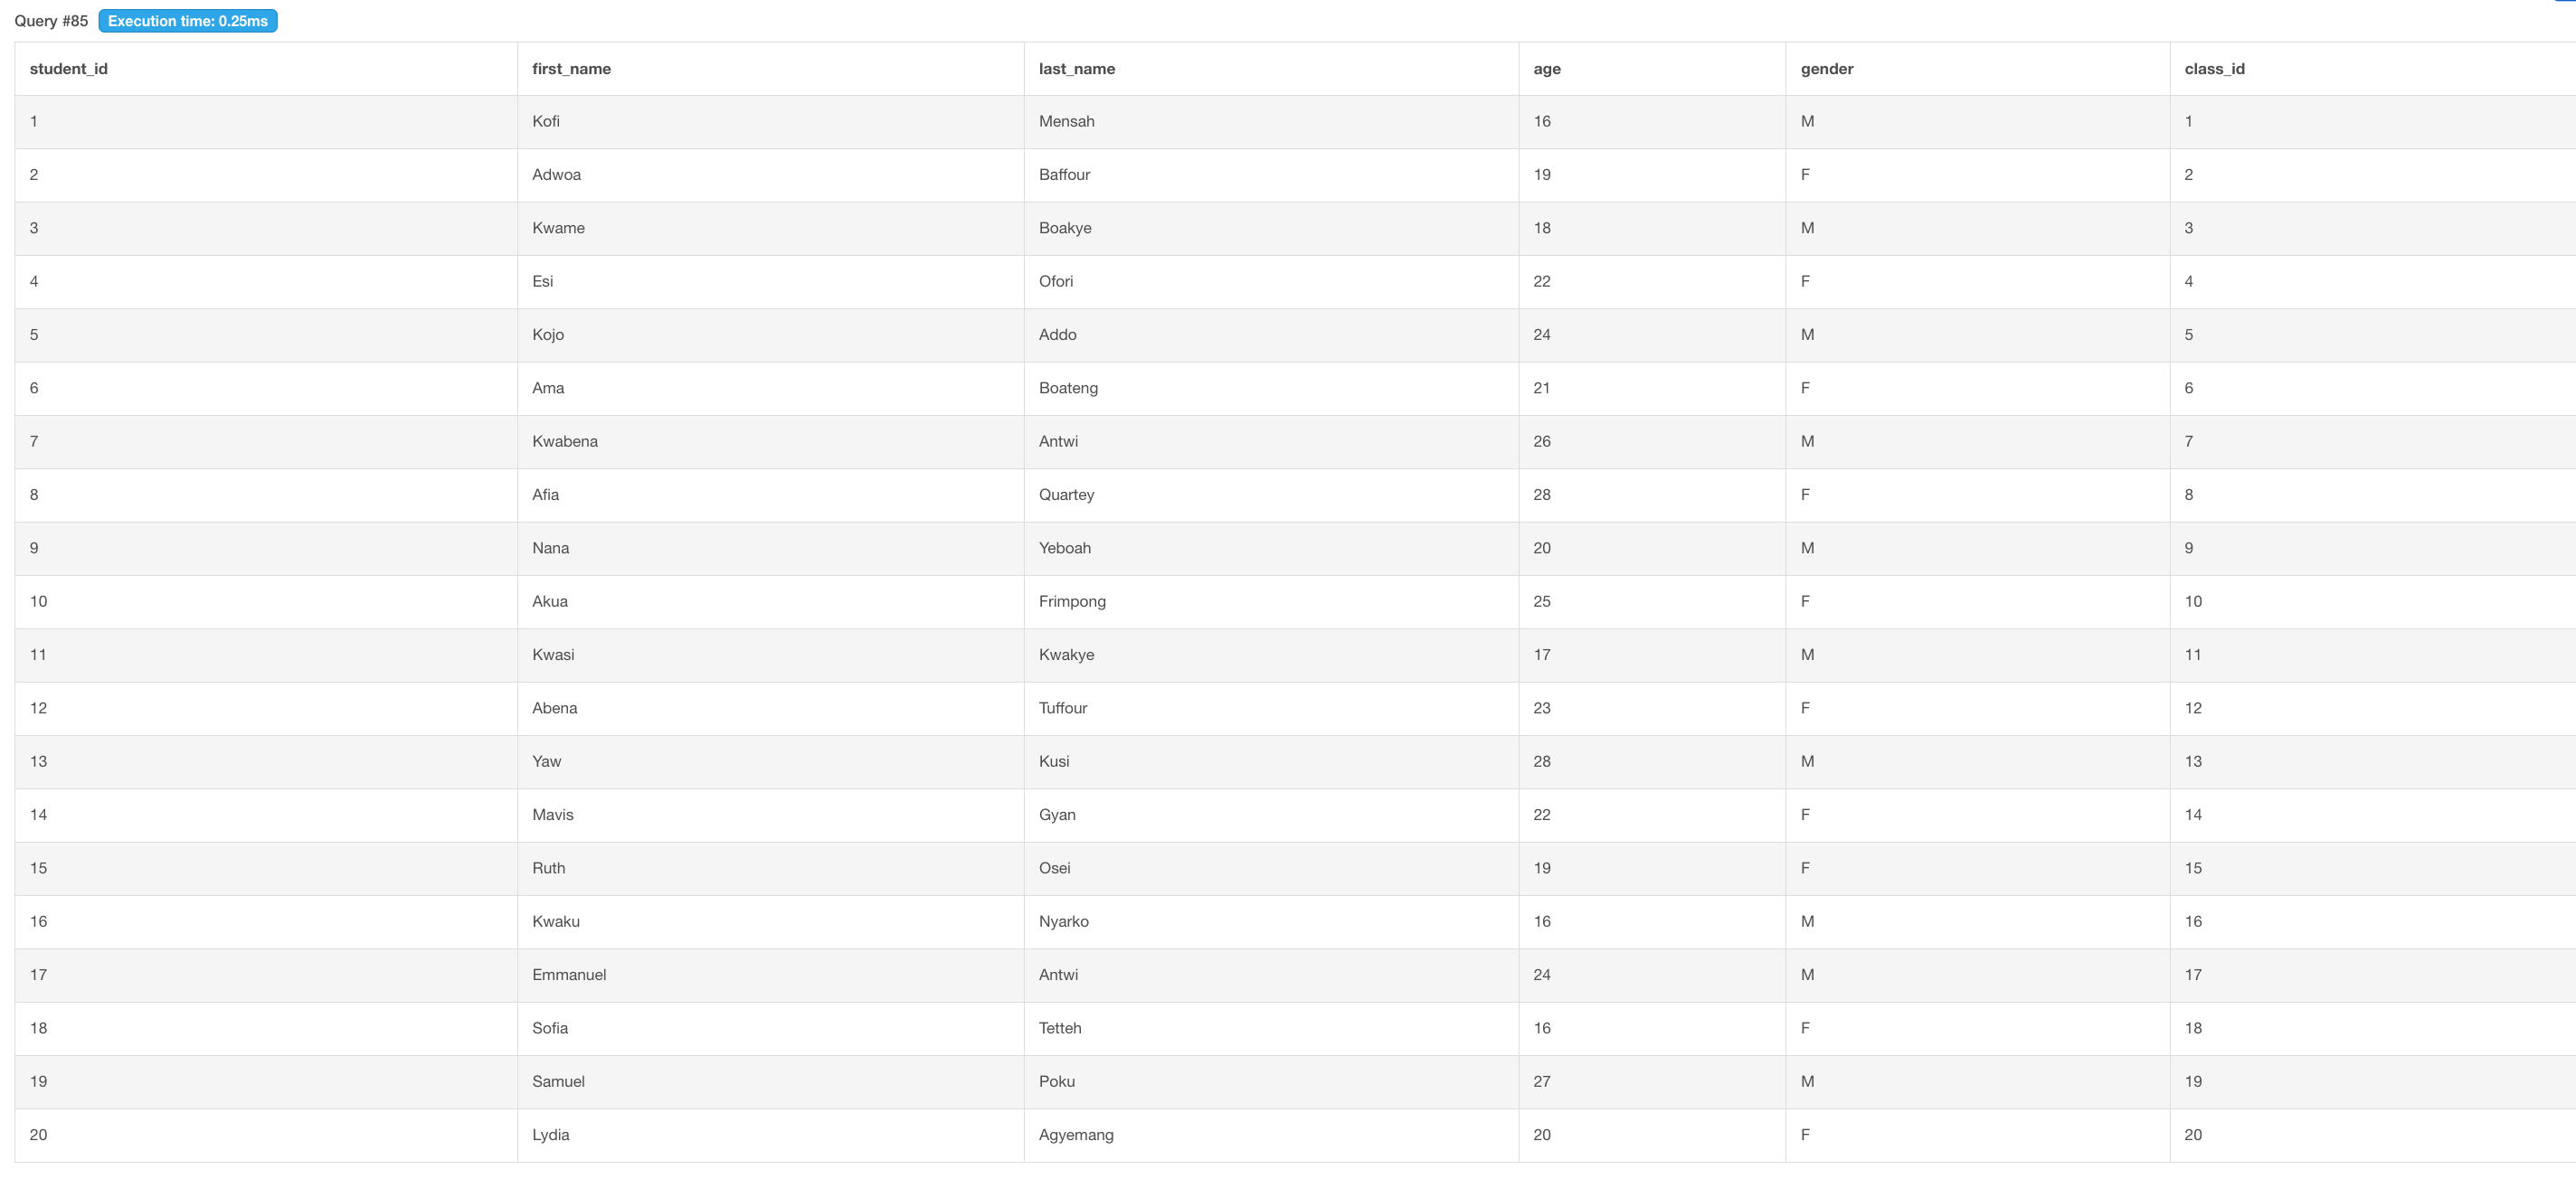 Query #85 Execution time: 0.25ms
student_id first_name last_name age gender class_id
1 Kofi Mensah 16 M 1
2 Adwoa Baffour 19 F 2
3 Kwame Boakye 18 M 3
4 Esi Ofori 22 F 4
5 Kojo Addo 24 M 5
6 Ama Boateng 21 F 6
7 Kwabena Antwi 26 M 7
8 Afia Quartey 28 F 8
9 Nana Yeboah 20 M 9
10 Akua Frimpong 25 F 10
11 Kwasi Kwakye 17 M 11
12 Abena Tuffour 23 F 12
13 Yaw Kusi 28 M 13
14 Mavis Gyan 22 F 14
15 Ruth Osei 19 F 15
16 Kwaku Nyarko 16 M 16
17 Emmanuel Antwi 24 M 17
18 Sofia Tetteh 16 F 18
19 Samuel Poku 27 M 19
20 Lydia Agyemang 20 F 20